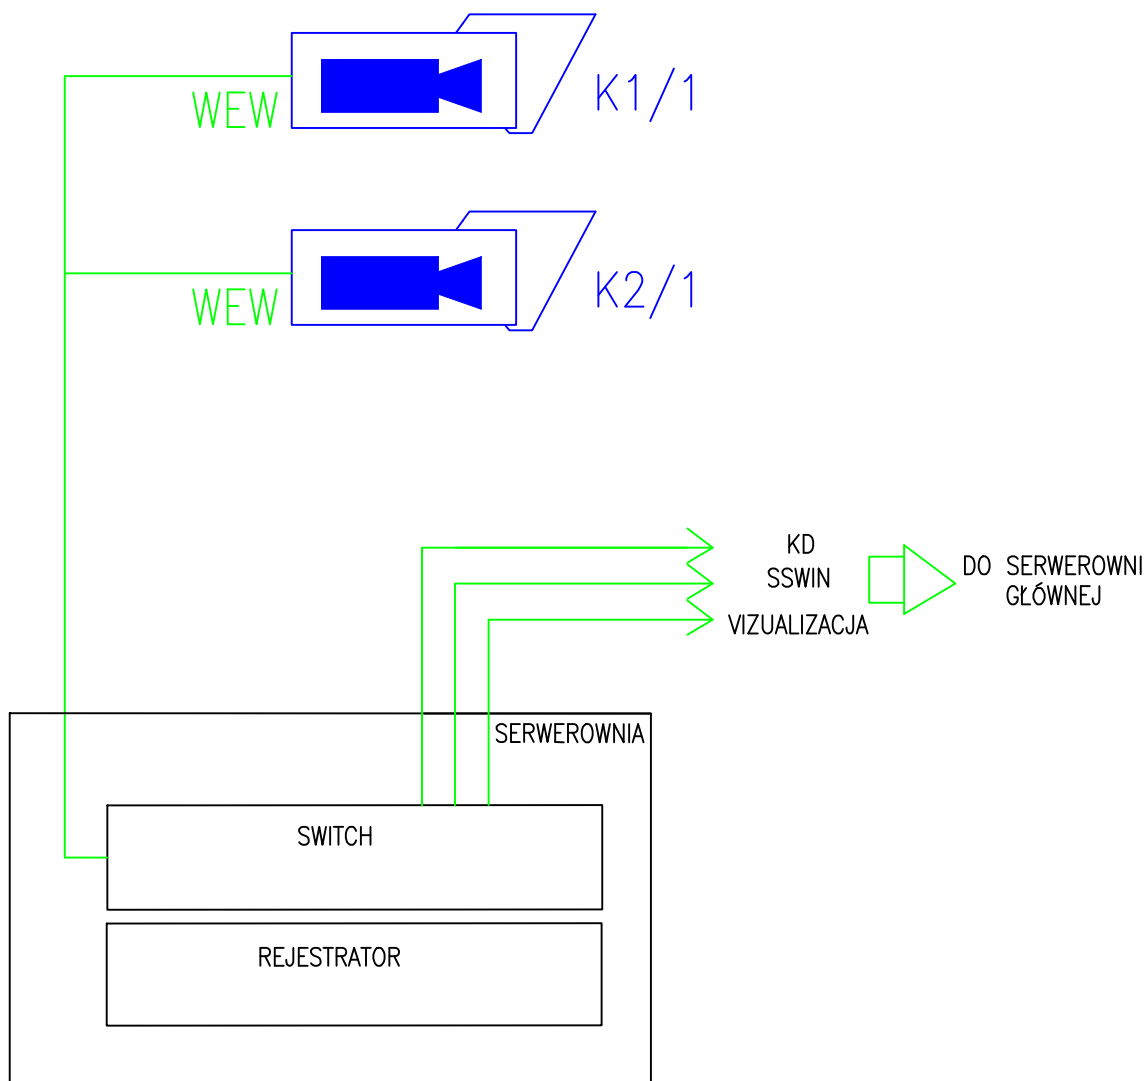 WEW
K1/1
WEW
K2/1
KD
SSWIN
VIZUALIZACJA
DO SERWEROWNI
GŁÓWNEJ
SERWEROWNIA
SWITCH
REJESTRATOR